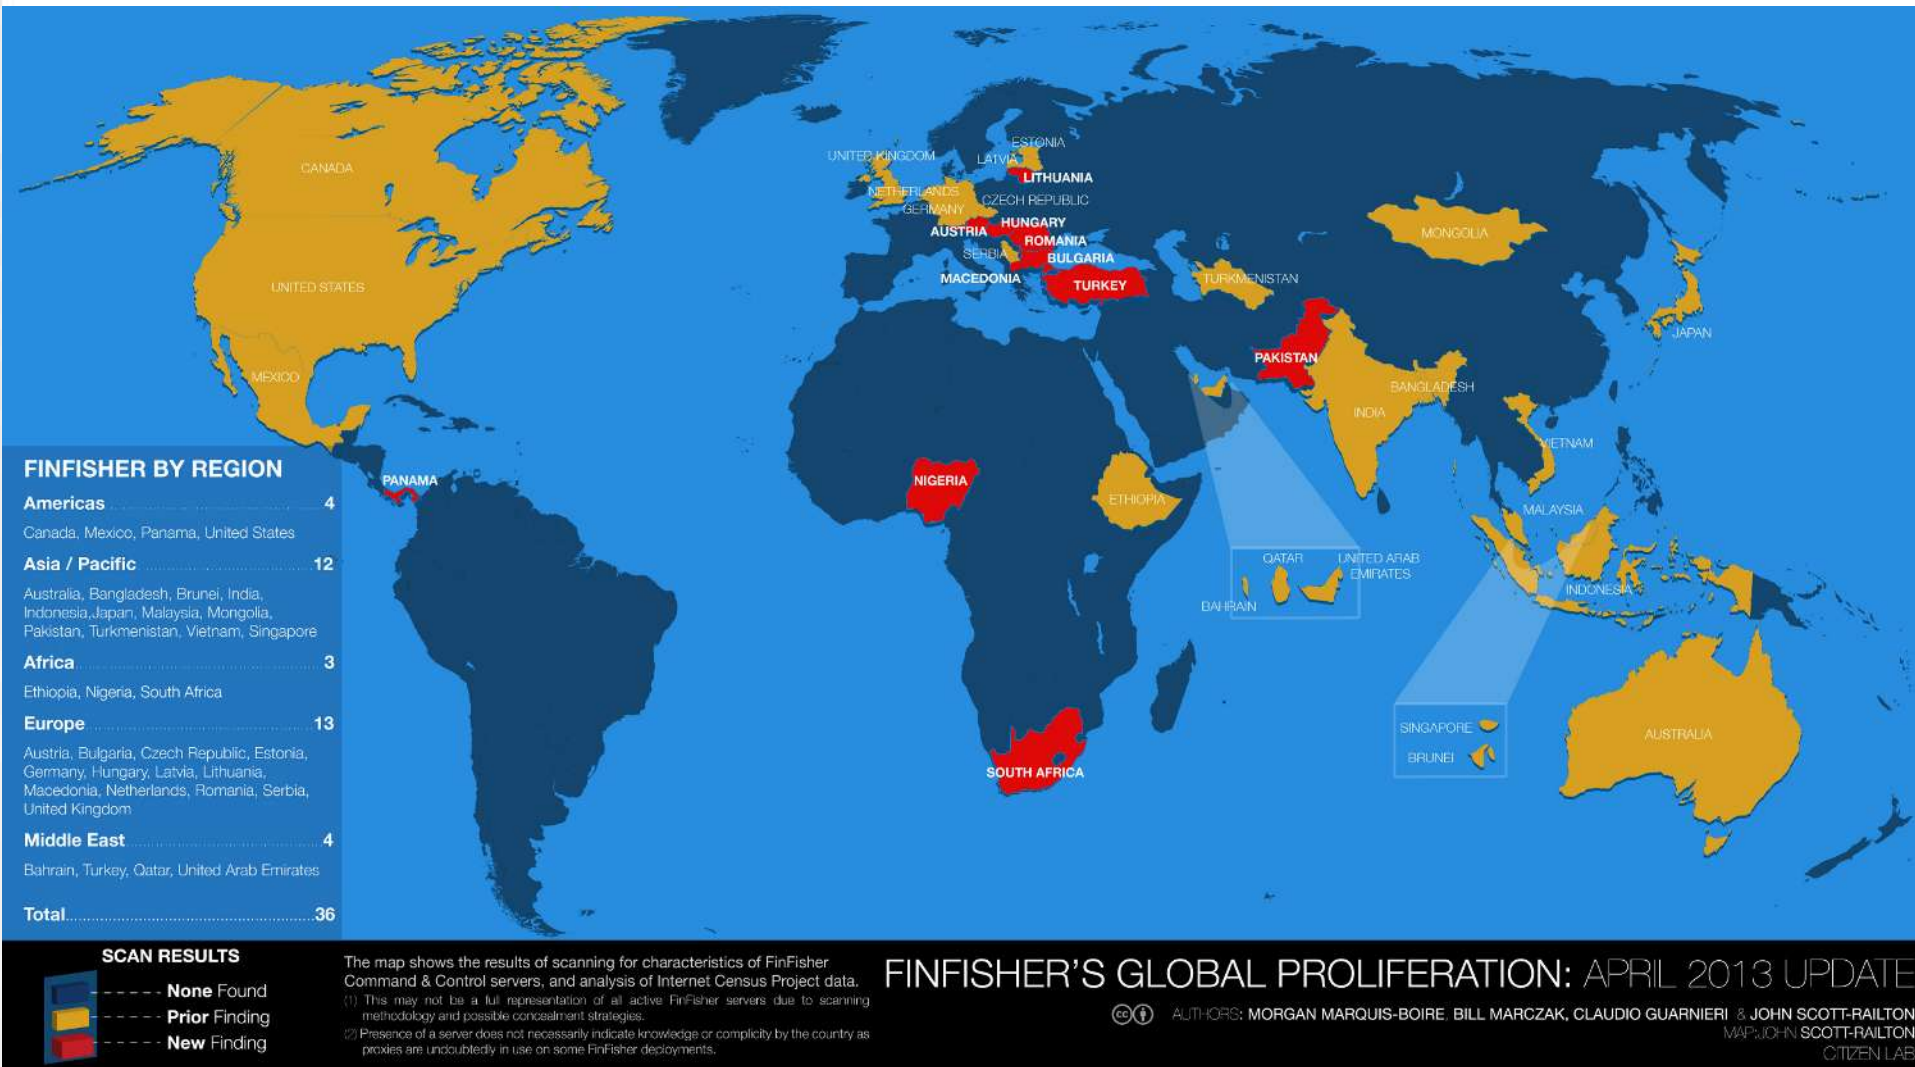 CANADA
UNITED STATES
MEXICO
PANAMA
UNITED KINGDOM
ESTONIA
LATVIA
LITHUANIA
NETHERLANDS
CZECH REPUBLIC
GERMANY
HUNGARY
AUSTRIA
ROMANIA
SERBIA
BULGARIA
MACEDONIA
TURKEY
TURKMENISTAN
MONGOLIA
JAPAN
PAKISTAN
BANGLADESH
INDIA
VIETNAM
NIGERIA
ETHIOPIA
MALAYSIA
QATAR
UNITED ARAB
EMIRATES
BAHRAIN
INDONESIA
SINGAPORE
BRUNEI
AUSTRALIA
SOUTH AFRICA
FINFISHER BY REGION
Americas 4
Canada, Mexico, Panama, United States
Asia / Pacific 12
Australia, Bangladesh, Brunei, India,
Indonesia,Japan, Malaysia, Mongolia,
Pakistan, Turkmenistan, Vietnam, Singapore
Africa 3
Ethiopia, Nigeria, South Africa
Europe 13
Austria, Bulgaria, Czech Republic, Estonia,
Germany, Hungary, Latvia, Lithuania,
Macedonia, Netherlands, Romania, Serbia,
United Kingdom
Middle East 4
Bahrain, Turkey, Qatar, United Arab Emirates
Total 36
SCAN RESULTS
None Found
Prior Finding
New Finding
The map shows the results of scanning for characteristics of FinFisher
Command & Control servers, and analysis of Internet Census Project data.
(1) This may not be a full representation of all active FinFisher servers due to scanning
methodology and possible concealment strategies.
(2) Presence of a server does not necessarily indicate knowledge or complicity by the country as
proxies are undoubtedly in use on some FinFisher deployments.
FINFISHER'S GLOBAL PROLIFERATION: APRIL 2013 UPDATE
cc AUTHORS: MORGAN MARQUIS-BOIRE, BILL MARCZAK, CLAUDIO GUARNIERI & JOHN SCOTT-RAILTON
MAP:JOHN SCOTT-RAILTON
CITIZEN LAB